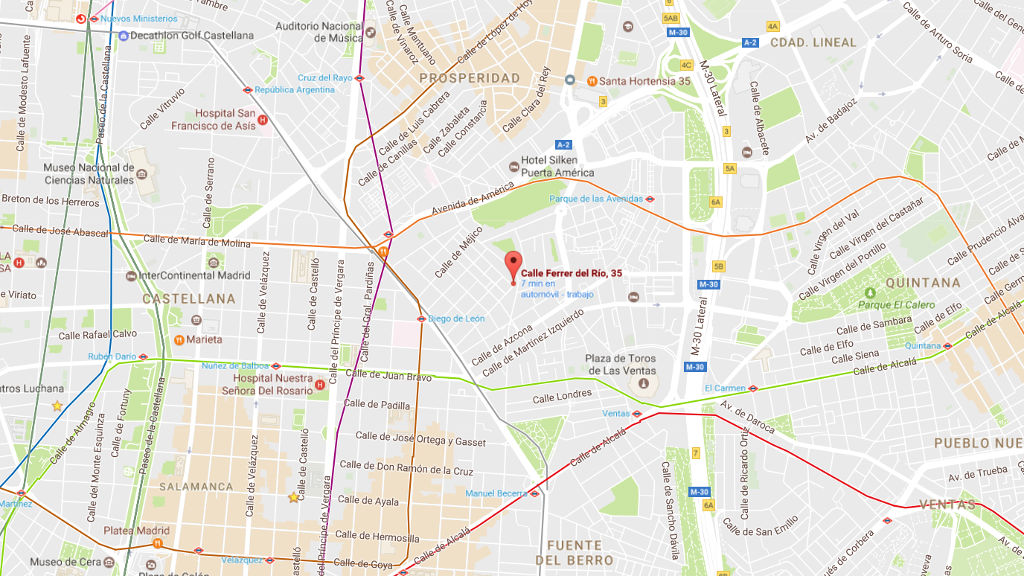 Nuevos Ministerios
Decathlon Golf Castellana
Auditorio Nacional
de Música
Calle Mantuano
Calle de Vinaroz
Calle de López de Hoyos
5AB
M-30
4A
A-2
CDAD. LINEAL
Calle de Arturo Soria
Calle de Modesto Lafuente
Paseo de la Castellana
Cruz del Rayo
República Argentina
PROSPERIDAD
Santa Hortensia 35
4C
3
M-30 Lateral
Calle Vitruvio
Hospital San
Francisco de Asís
Calle de Luis Cabrera
Calle Zabaleta
Calle Constancia
Calle Clara del Rey
Calle de Canillas
3
Calle de Albacete
Av. de Badajoz
A-2
Museo Nacional de
Ciencias Naturales
Calle de Serrano
Hotel Silken
Puerta América
5A
Breton de los Herreros
Avenida de América
Parque de las Avenidas
6A
Calle de José Abascal
Calle de María de Molina
Calle de Méjico
Calle Virgen del Val
Calle Virgen del Castañar
Calle Virgen del Portillo
Prudencio Álvaro
InterContinental Madrid
Calle de Velázquez
Calle de Castelló
Calle del Príncipe de Vergara
Calle del Gral. Pardiñas
Calle Ferrer del Río, 35
7 min en
automóvil - trabajo
5B
M-30
QUINTANA
Parque El Calero
e Viriato
CASTELLANA
Diego de León
Calle de Azcona
Calle de Martínez Izquierdo
M-30 Lateral
Calle de Sambara
Calle de Elfo
Calle de Elfo
Calle Siena
Quintana
Calle de Alcalá
Calle Rafael Calvo
Marieta
Rubén Darío
Núñez de Balboa
Hospital Nuestra
Señora Del Rosario
Calle de Juan Bravo
Plaza de Toros
de Las Ventas
M-30
Calle de Alcalá
El Carmen
Calle de Almagro
Calle de Fortuny
Calle del Monte Esquinza
Paseo de la Castellana
Calle de Padilla
Calle Londres
Ventas
Av. de Daroca
Calle de José Ortega y Gasset
Calle de Alcalá
Calle de Ricardo Ortiz
PUEBLO NUE
Calle de Velázquez
Calle de Castelló
Calle de Don Ramón de la Cruz
7
Av. de Trueba
SALAMANCA
Calle de Ayala
Manuel Becerra
M-30
6A
VENTAS
Martínez
Calle del Príncipe de Vergara
Platea Madrid
Calle de Hermosilla
Calle de Alcalá
Calle de Sancho Dávila
Calle de San Emilio
Velázquez
Calle de Goya
FUENTE
DEL BERRO
Museo de Cera